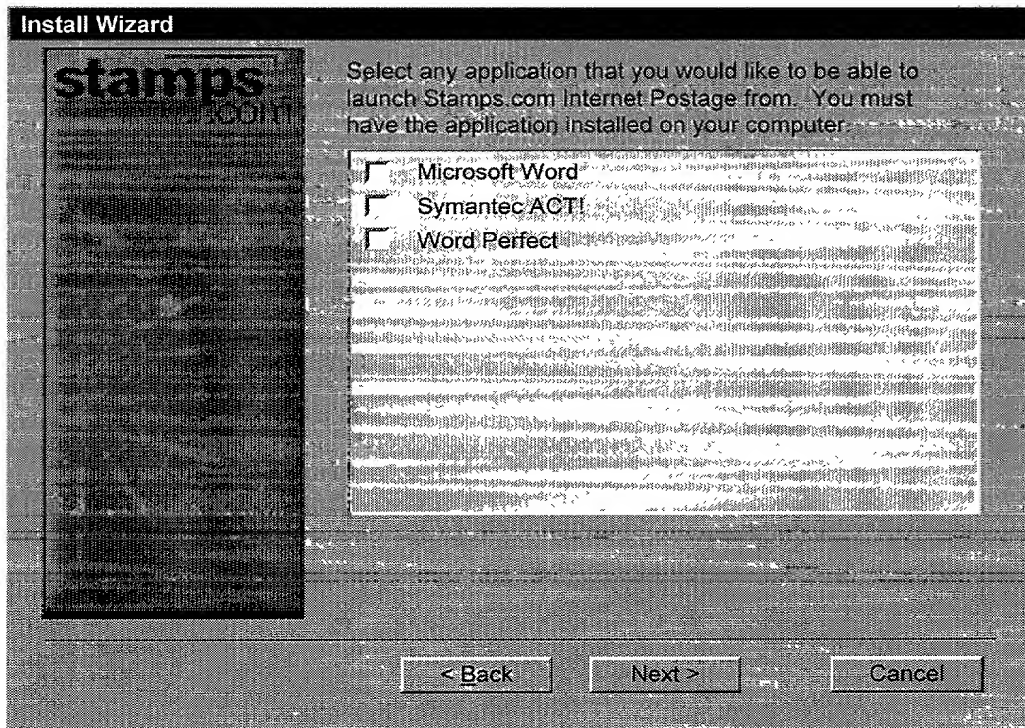 Install Wizard
stamps
.com
Select any application that you would like to be able to
launch Stamps.com Internet Postage from. You must
have the application installed on your computer.
Microsoft Word
Symantec ACT!
Word Perfect
< Back
Next >
Cancel